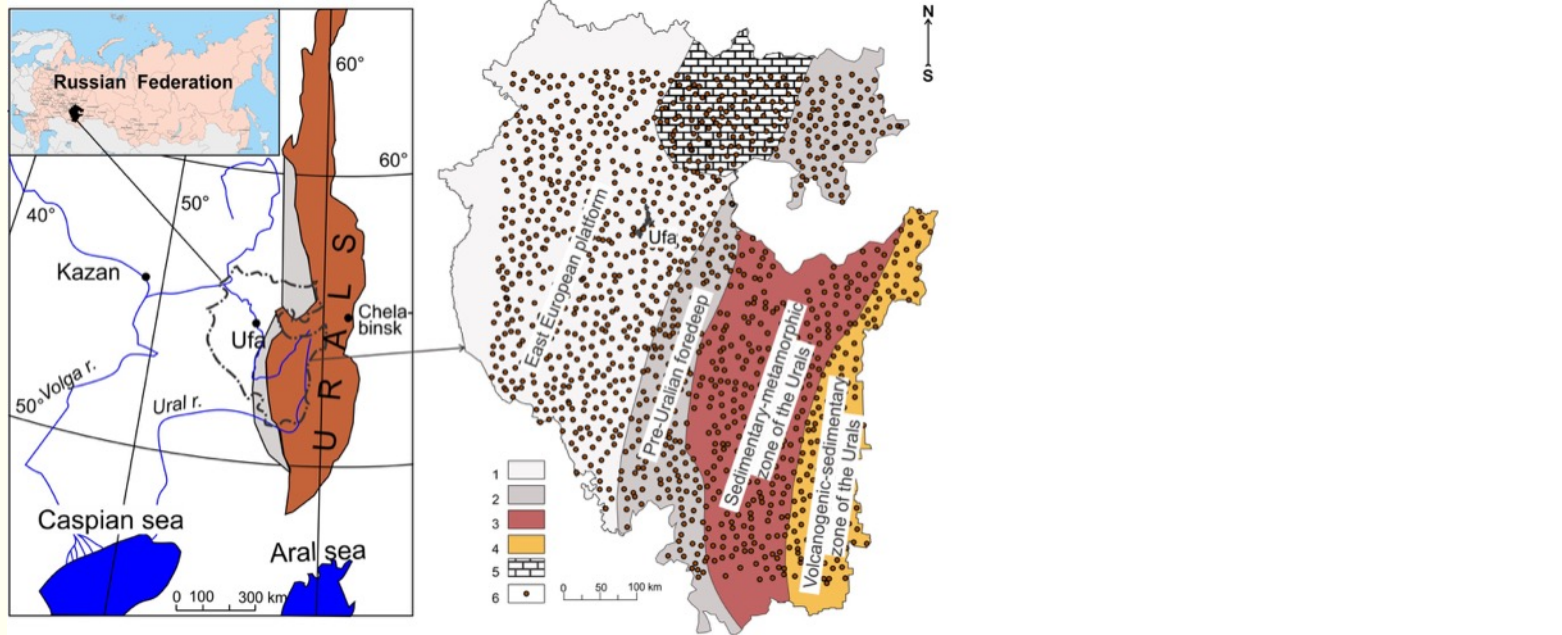 Russian Federation
60°
60°
50°
40°
Kazan
URALS
Chela-
binsk
Ufa
Volga r.
50°
Ural r.
Caspian sea
Aral sea
0 100 300 km
N
S
Ufa
East European platform
Pre-Uralian foredeep
Sedimentary-metamorphic
zone of the Urals
Volcanogenic-sedimentary
zone of the Urals
1
2
3
4
5
6
0 50 100 km